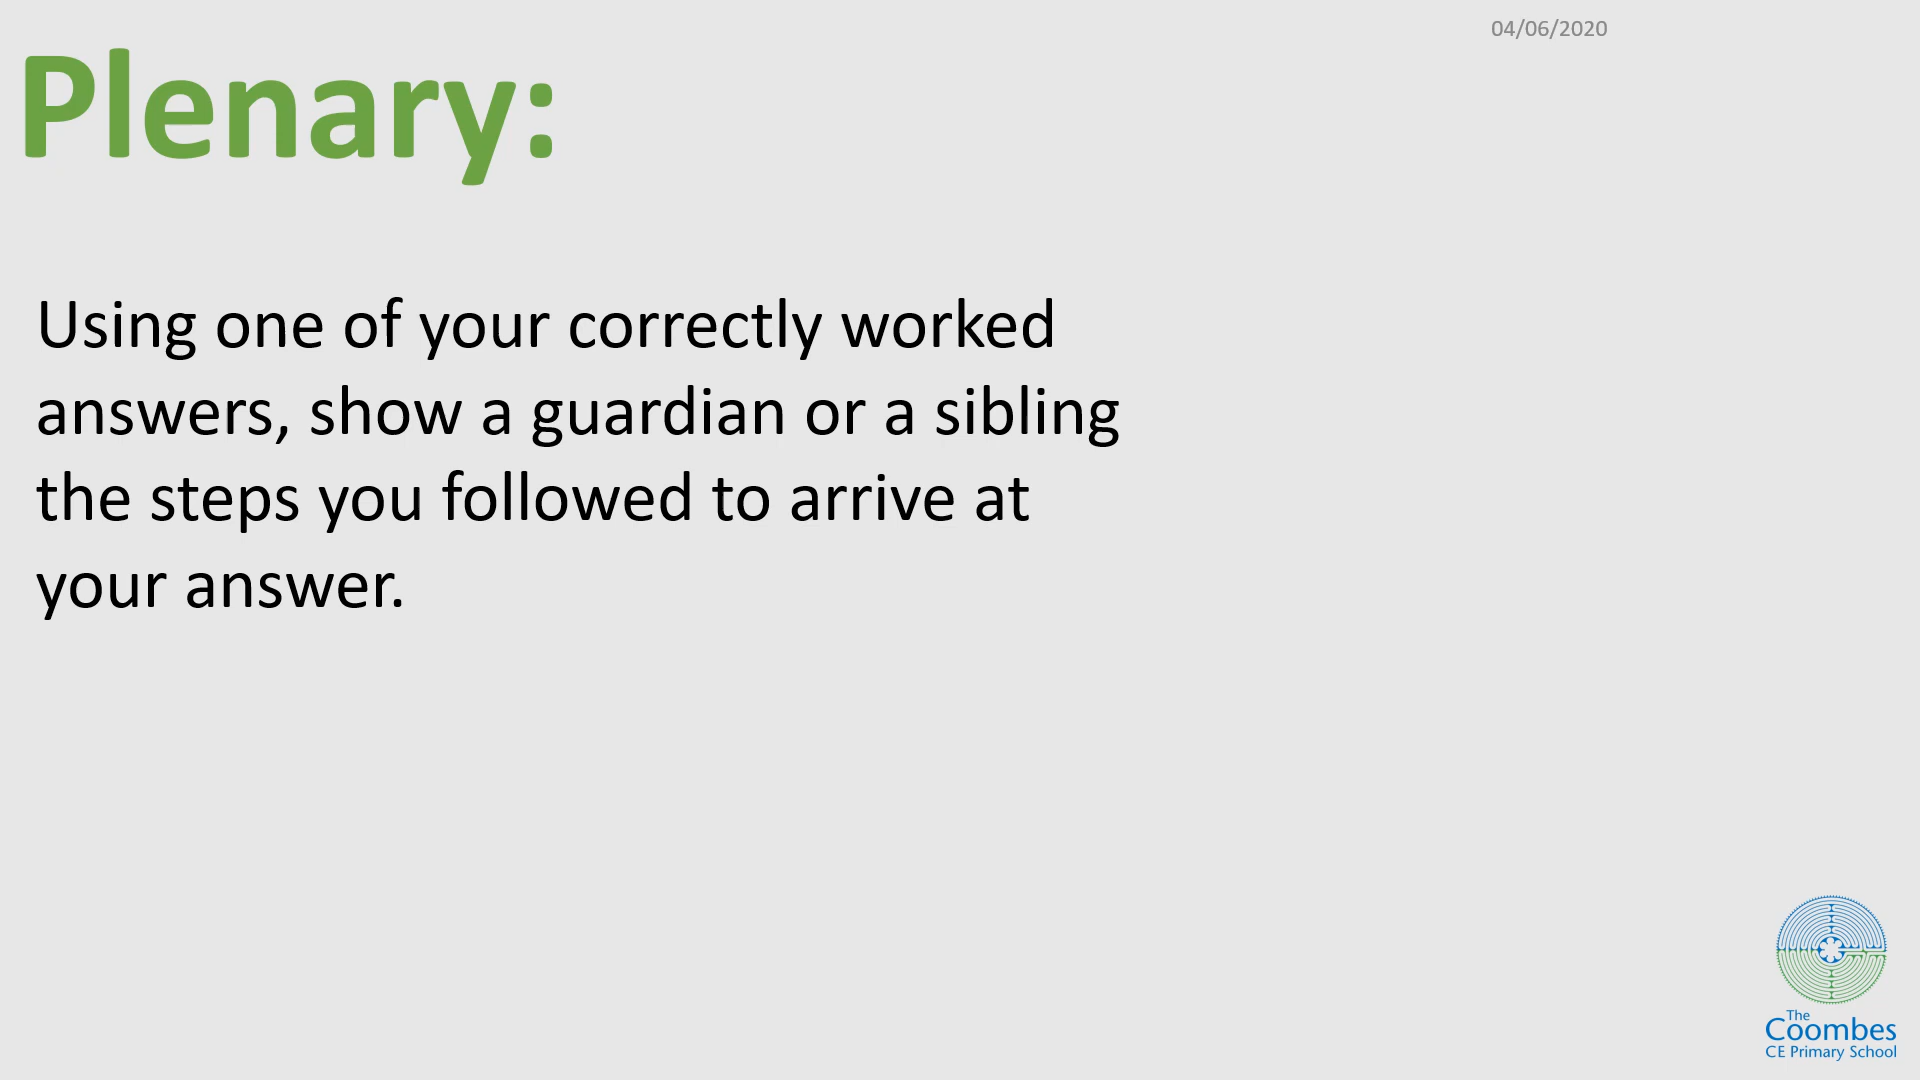 04/06/2020
Plenary:
Using one of your correctly worked
answers, show a guardian or a sibling
the steps you followed to arrive at
your answer.
The
Coombes
CE Primary School